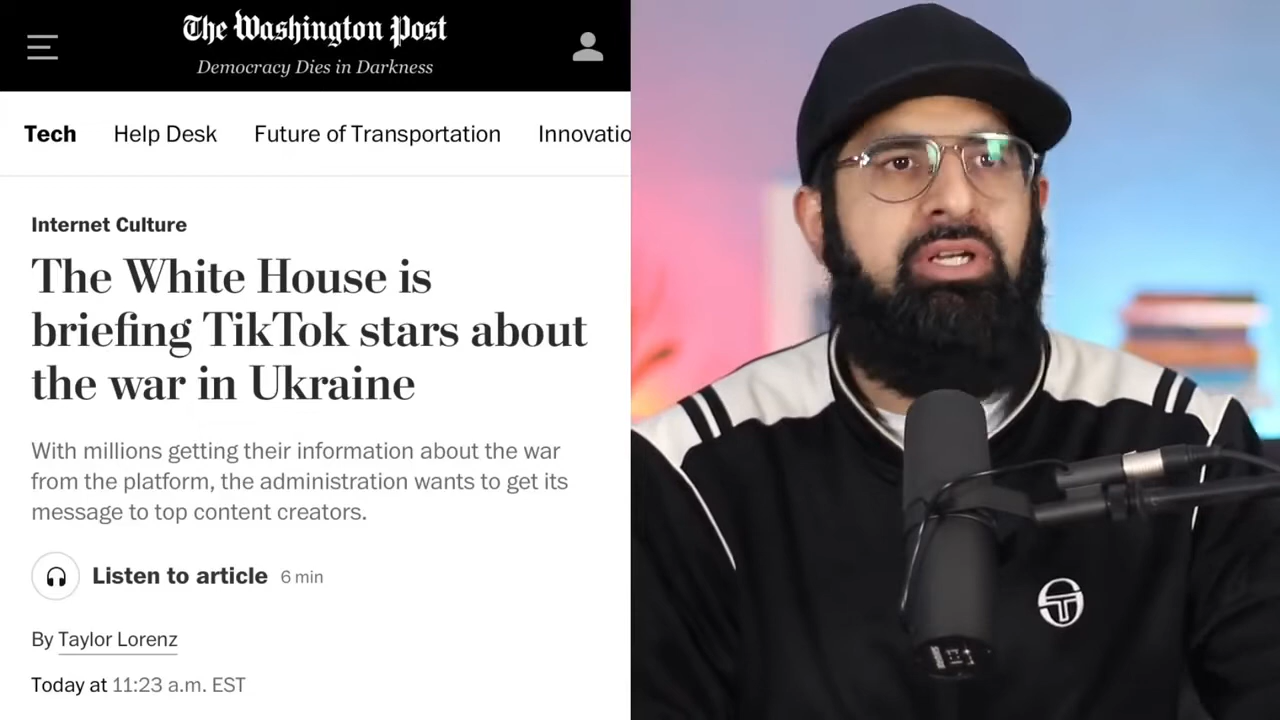 The Washington Post
Democracy Dies in Darkness
Tech Help Desk Future of Transportation Innovatio
Internet Culture
The White House is
briefing TikTok stars about
the war in Ukraine
With millions getting their information about the war
from the platform, the administration wants to get its
message to top content creators.
Listen to article 6 min
By Taylor Lorenz
Today at 11:23 a.m. EST